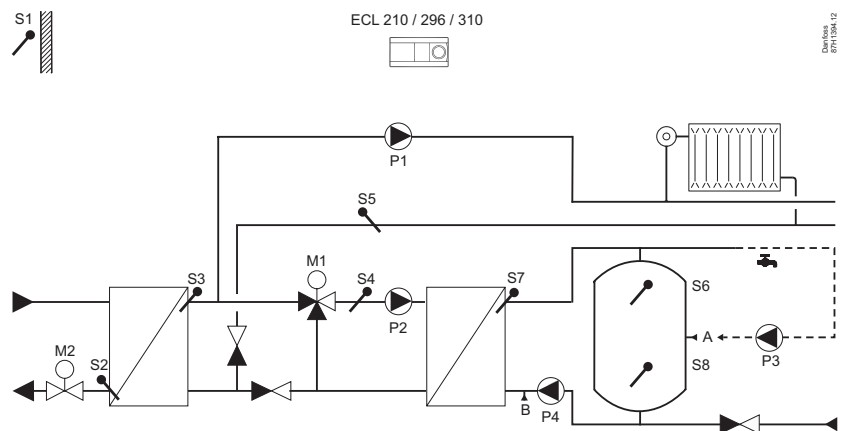 S1
ECL 210 / 296 / 310
Danfoss
87H1394.12
P1
S5
M1
S3
S4
S7
S6
P2
M2
S2
A
P3
S8
B
P4